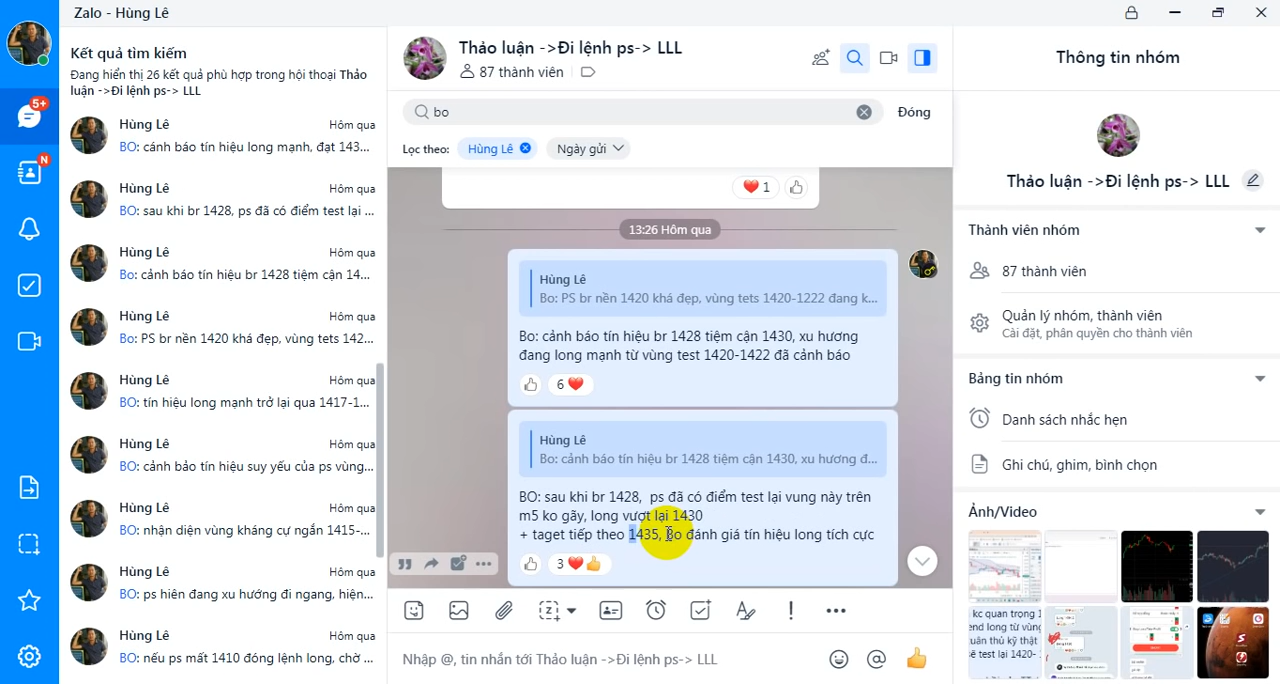 Zalo - Hùng Lê
5+
N
Kết quả tìm kiếm
Đang hiển thị 26 kết quả phù hợp trong hội thoại Thảo
luận ->Đi lệnh ps-> LLL
Hùng Lê
Hôm qua
BO: cánh báo tín hiệu long mạnh, đạt 143...
Hùng Lê
Hôm qua
BO: sau khi br 1428, ps đã có điểm test lại ...
Hùng Lê
Hôm qua
Bo: cảnh báo tín hiệu br 1428 tiệm cận 14...
Hùng Lê
Hôm qua
Bo: PS br nền 1420 khá đẹp, vùng tets 142...
Hùng Lê
Hôm qua
BO: tín hiệu long mạnh trở lại qua 1417-1...
Hùng Lê
Hôm qua
BO: cảnh bảo tín hiệu suy yếu của ps vùng...
Hùng Lê
Hôm qua
BO: nhận diện vùng kháng cự ngắn 1415-...
Hùng Lê
Hôm qua
BO: ps hiên đang xu hướng đi ngang, hiện...
Hùng Lê
Hôm qua
BO: nếu ps mất 1410 đóng lệnh long, chờ ...
Thảo luận ->Đi lệnh ps-> LLL
87 thành viên
bo
Đóng
Lọc theo:
Hùng Lê
Ngày gửi
1
13:26 Hôm qua
Hùng Lê
Bo: PS br nền 1420 khá đẹp, vùng tets 1420-1222 đang k...
Bo: cảnh báo tín hiệu br 1428 tiệm cận 1430, xu hướng
đang long mạnh từ vùng test 1420-1422 đã cảnh báo
6
Hùng Lê
Bo: cảnh báo tín hiệu br 1428 tiệm cận 1430, xu hướng đ...
BO: sau khi br 1428, ps đã có điểm test lại vung này trên
m5 ko gãy, long vượt lại 1430
+ taget tiếp theo 1435, Bo đánh giá tín hiệu long tích cực
3
Nhập @, tin nhắn tới Thảo luận ->Đi lệnh ps-> LLL
Thông tin nhóm
Thảo luận ->Đi lệnh ps-> LLL
Thành viên nhóm
87 thành viên
Quản lý nhóm, thành viên
Cài đặt, phân quyền cho thành viên
Bảng tin nhóm
Danh sách nhắc hẹn
Ghi chú, ghim, bình chọn
Ảnh/Video